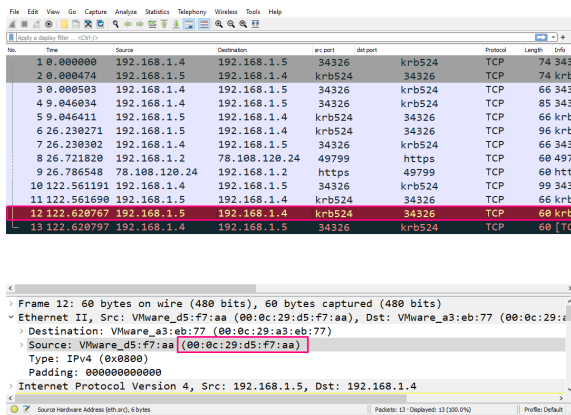 File Edit View Go Capture Analyze Statistics Telephony Wireless Tools Help
Apply a display filter ... <Ctrl-/>
No. Time Source Destination src port dst port Protocol Length Info
1 0.000000 192.168.1.4 192.168.1.5 34326 krb524 TCP 74 343
2 0.000474 192.168.1.5 192.168.1.4 krb524 34326 TCP 74 krb
3 0.000503 192.168.1.4 192.168.1.5 34326 krb524 TCP 66 343
4 9.046034 192.168.1.4 192.168.1.5 34326 krb524 TCP 85 343
5 9.046411 192.168.1.5 192.168.1.4 krb524 34326 TCP 66 krb
6 26.230271 192.168.1.5 192.168.1.4 krb524 34326 TCP 96 krb
7 26.230302 192.168.1.4 192.168.1.5 34326 krb524 TCP 66 343
8 26.721820 192.168.1.2 78.108.120.24 49799 https TCP 60 497
9 26.786548 78.108.120.24 192.168.1.2 https 49799 TCP 60 htt
10 122.561191 192.168.1.4 192.168.1.5 34326 krb524 TCP 99 343
11 122.561690 192.168.1.5 192.168.1.4 krb524 34326 TCP 66 krb
12 122.620767 192.168.1.5 192.168.1.4 krb524 34326 TCP 60 krb
13 122.620797 192.168.1.4 192.168.1.5 34326 krb524 TCP 60 [TC
Frame 12: 60 bytes on wire (480 bits), 60 bytes captured (480 bits)
Ethernet II, Src: VMware_d5:f7:aa (00:0c:29:d5:f7:aa), Dst: VMware_a3:eb:77 (00:0c:29:a
Destination: VMware_a3:eb:77 (00:0c:29:a3:eb:77)
Source: VMware_d5:f7:aa (00:0c:29:d5:f7:aa)
Type: IPv4 (0x0800)
Padding: 000000000000
Internet Protocol Version 4, Src: 192.168.1.5, Dst: 192.168.1.4
Source Hardware Address (eth.src), 6 bytes Packets: 13 · Displayed: 13 (100.0%) Profile: Default